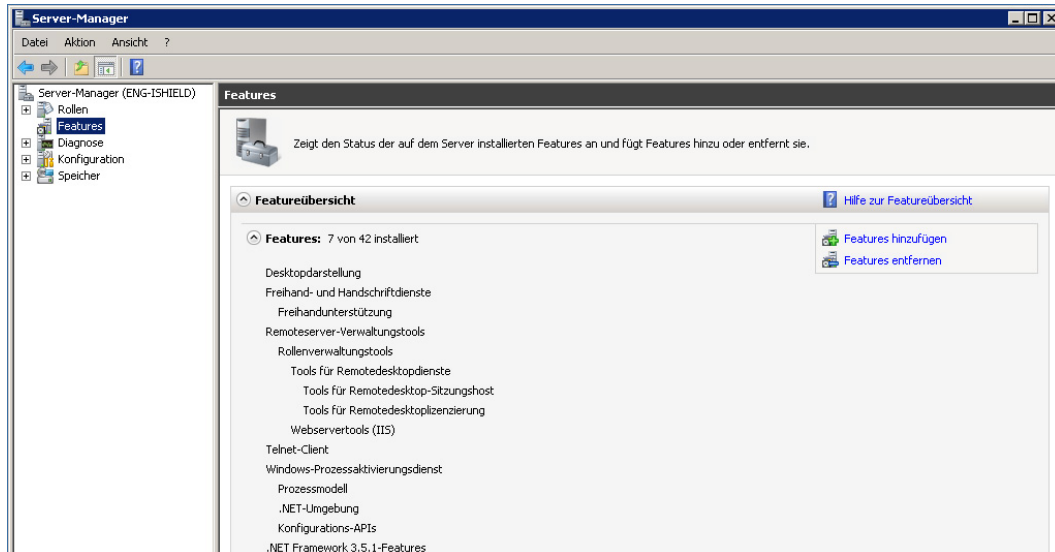 Server-Manager
Datei Aktion Ansicht ?
Server-Manager (ENG-ISHIELD)
Rollen
Features
Diagnose
Konfiguration
Speicher
Features
Zeigt den Status der auf dem Server installierten Features an und fügt Features hinzu oder entfernt sie.
Featureübersicht
Hilfe zur Featureübersicht
Features: 7 von 42 installiert
Features hinzufügen
Features entfernen
Desktopdarstellung
Freihand- und Handschriftdienste
Freihandunterstützung
Remoteserver-Verwaltungstools
Rollenverwaltungstools
Tools für Remotedesktopdienste
Tools für Remotedesktop-Sitzungshost
Tools für Remotedesktoplizenzierung
Webservertools (IIS)
Telnet-Client
Windows-Prozessaktivierungsdienst
Prozessmodell
.NET-Umgebung
Konfigurations-APIs
.NET Framework 3.5.1-Features